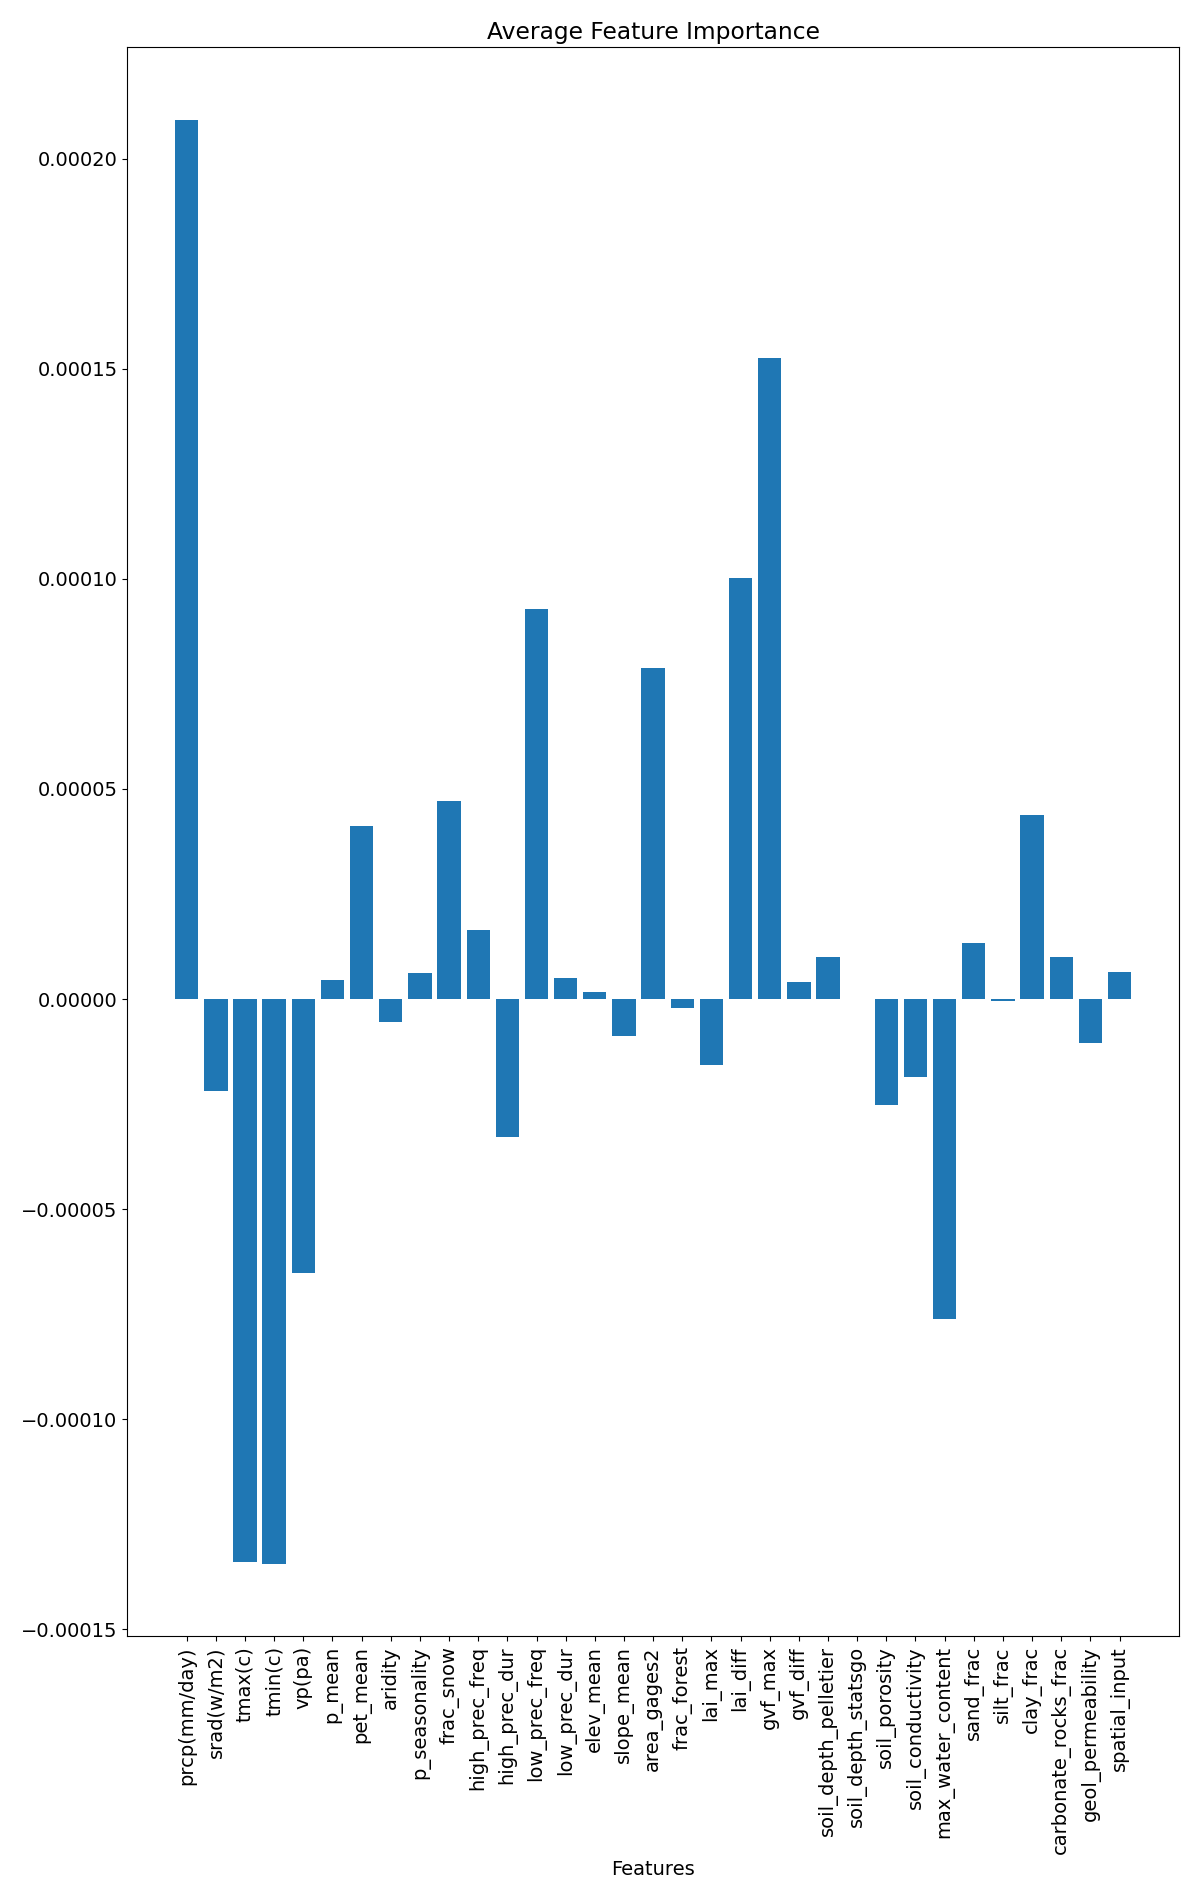 Average Feature Importance
0.00020
0.00015
0.00010
0.00005
0.00000
−0.00005
−0.00010
−0.00015
prcp(mm/day)
srad(w/m2)
tmax(c)
tmin(c)
vp(pa)
p_mean
pet_mean
aridity
p_seasonality
frac_snow
high_prec_freq
high_prec_dur
low_prec_freq
low_prec_dur
elev_mean
slope_mean
area_gages2
frac_forest
lai_max
lai_diff
gvf_max
gvf_diff
soil_depth_pelletier
soil_depth_statsgo
soil_porosity
soil_conductivity
max_water_content
sand_frac
silt_frac
clay_frac
carbonate_rocks_frac
geol_permeability
spatial_input
Features